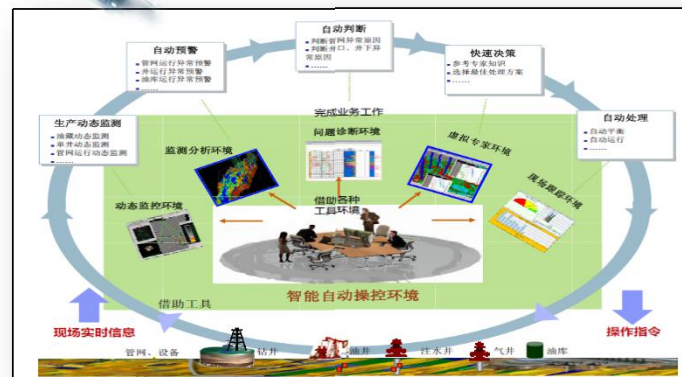 自动判断
判断管网异常原因
判断井口、井下异
常原因
……
自动预警
管网运行异常预警
井运行异常预警
油库运行异常预警
……
快速决策
参考专家知识
选择最佳处理方案
……
生产动态监测
油藏动态监测
单井动态监测
管网运行动态监测
……
自动处理
自动平衡
自动运行
……
完成业务工作
监测分析环境
问题诊断环境
虚拟专家环境
动态监控环境
借助各种
工具环境
现场跟踪环境
智能自动操控环境
借助工具
现场实时信息
操作指令
管网、设备
钻井
油井
注水井
气井
油库